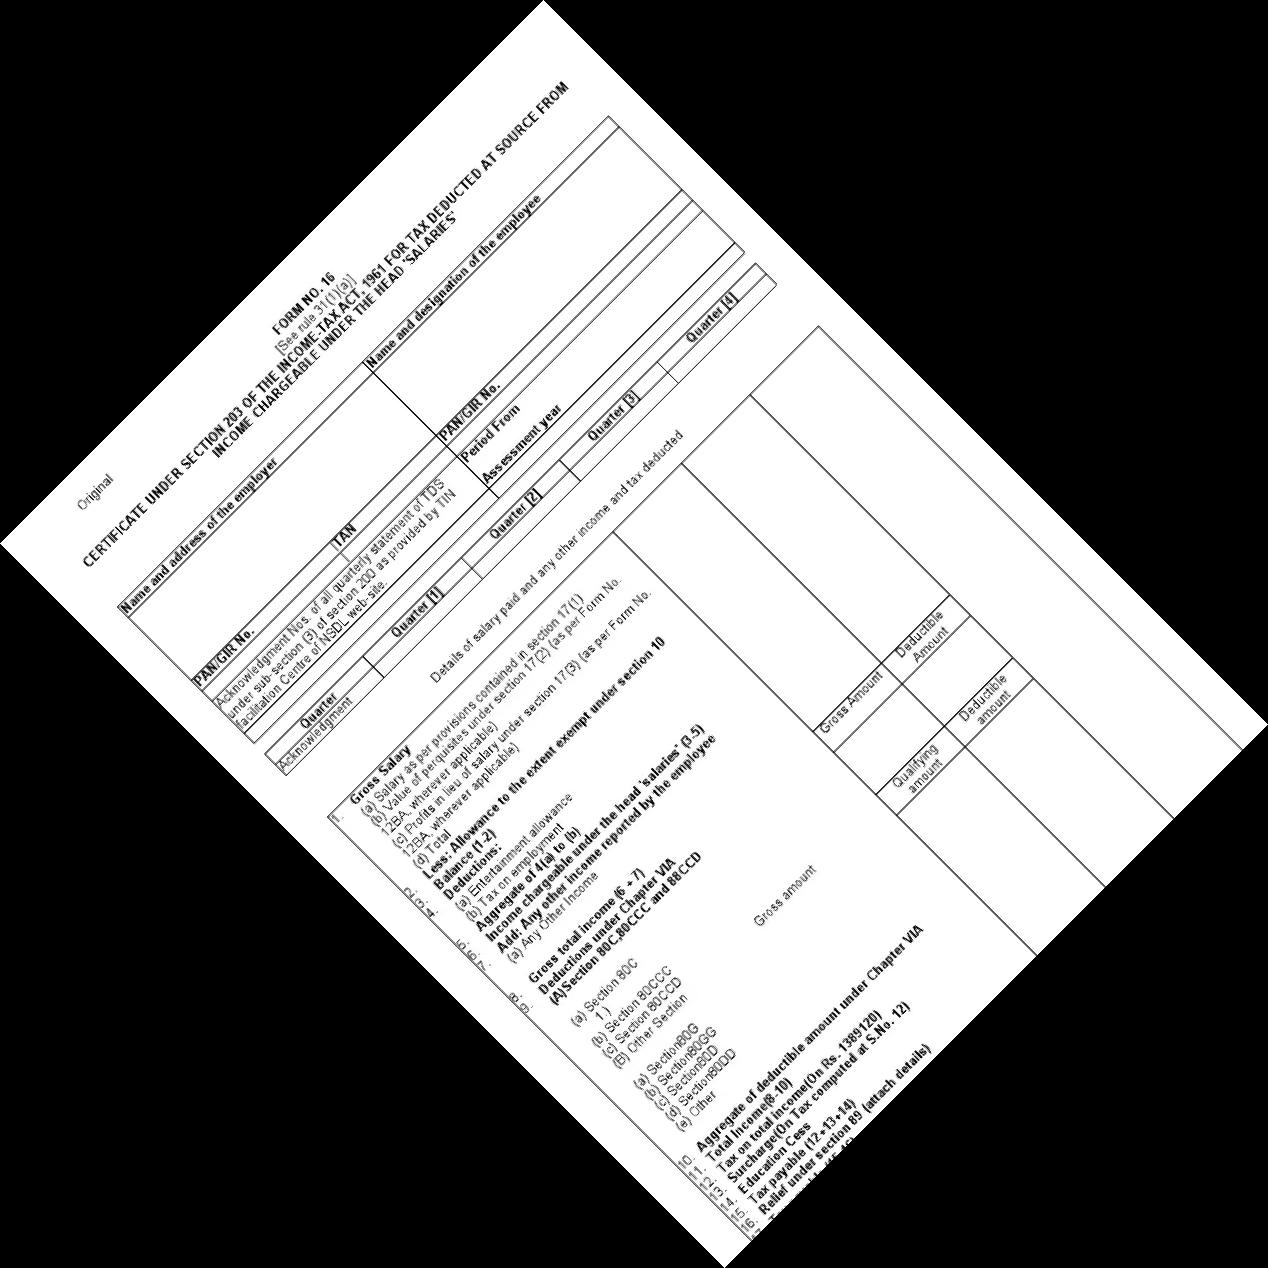 Original
FORM NO. 16
[See rule 31(1)(a)]
CERTIFICATE UNDER SECTION 203 OF THE INCOME-TAX ACT, 1961 FOR TAX DEDUCTED AT SOURCE FROM
INCOME CHARGEABLE UNDER THE HEAD 'SALARIES'
Name and address of the employer Name and designation of the employee
PAN/GIR No. TAN PAN/GIR No.
Acknowledgment Nos. of all quarterly statement of TDS Period From
under sub-section (3) of section 200 as provided by TIN Assessment year
facilitation Centre of NSDL web-site.
Quarter Quarter [1] Quarter [2] Quarter [3] Quarter [4]
Acknowledgment
Details of salary paid and any other income and tax deducted
1. Gross Salary
(a) Salary as per provisions contained in section 17(1)
(b) Value of perquisites under section 17(2) (as per Form No.
12BA, wherever applicable)
(c) Profits in lieu of salary under section 17(3) (as per Form No.
12BA, wherever applicable)
(d) Total
2. Less: Allowance to the extent exempt under section 10
3. Balance (1-2)
4. Deductions:
(a) Entertainment allowance
(b) Tax on employment
5. Aggregate of 4(a) to (b)
6. Income chargeable under the head 'salaries" (3-5)
7. Add: Any other income reported by the employee
(a) Any Other Income
8. Gross total income (6 + 7)
9. Deductions under Chapter VIA
(A)Section 80C,80CCC and 88CCD
Gross amount Gross Amount Deductible Amount
(a) Section 80C
1.)
(b) Section 80CCC
(c) Section 80CCD
(B) Other Section Qualifying amount Deductible amount
(a) Section80G
(b) Section80GG
(c) Section80D
(d) Section80DD
(e) Other
10. Aggregate of deductible amount under Chapter VIA
11. Total Income(8-10)
12. Tax on total income(On Rs. 1389120)
13. Surcharge(On Tax computed at S.No. 12)
14. Education Cess
15. Tax payable (12+13+14)
16. Relief under section 89 (attach details)